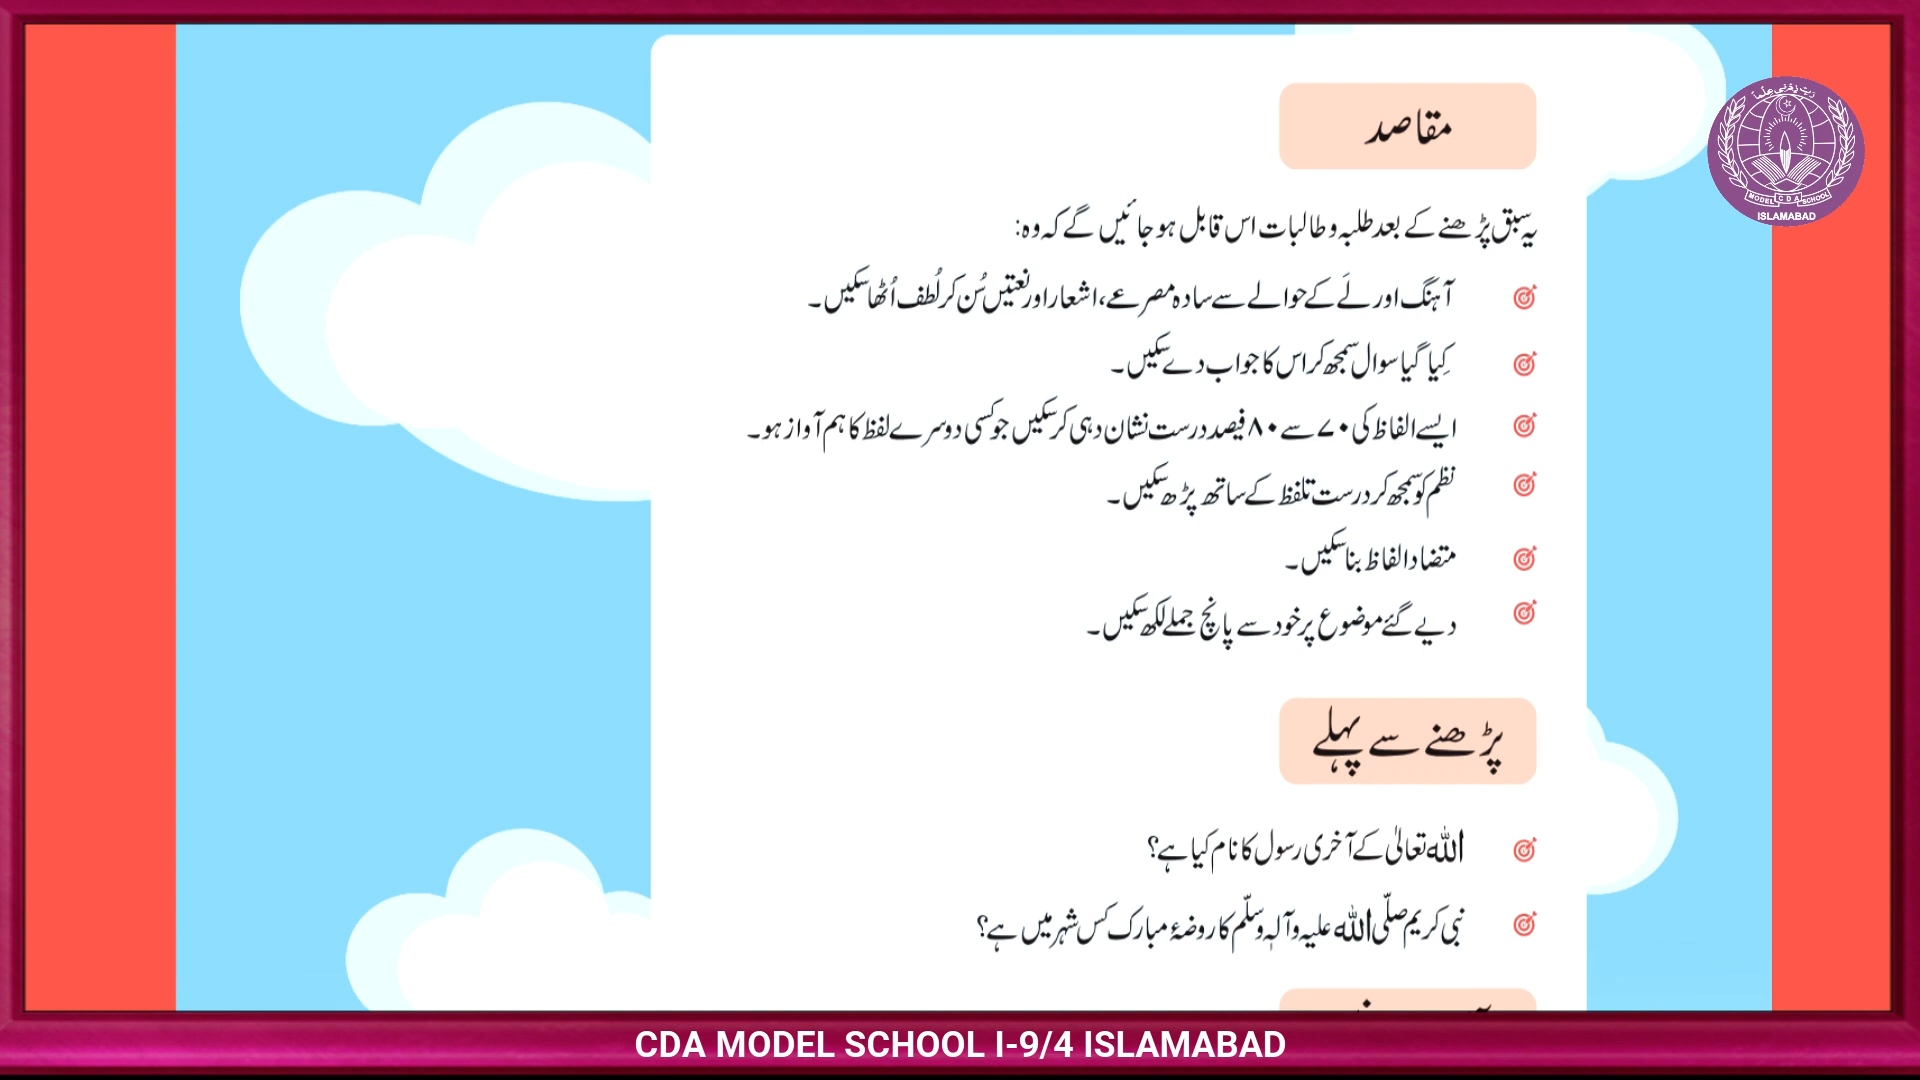 مقاصد
یہ سبق پڑھنے کے بعد طلبہ و طالبات اس قابل ہو جائیں گے کہ وہ:
آہنگ اور لَے کے حوالے سے سادہ مصرعے، اشعار اور نعتیں سُن کر لُطف اُٹھا سکیں۔
کِیا گیا سوال سمجھ کر اس کا جواب دے سکیں۔
ایسے الفاظ کی ۷۰ سے ۸۰ فیصد درست نشان دہی کر سکیں جو کسی دوسرے لفظ کا ہم آواز ہو۔
نظم کو سمجھ کر درست تلفظ کے ساتھ پڑھ سکیں۔
متضاد الفاظ بنا سکیں۔
دیے گئے موضوع پر خود سے پانچ جملے لکھ سکیں۔
پڑھنے سے پہلے
اللہ تعالیٰ کے آخری رسول کا نام کیا ہے؟
نبی کریم صلّی اللہ علیہ وآلہٖ وسلّم کا روضۂ مبارک کس شہر میں ہے؟
MODEL CDA SCHOOL
ISLAMABAD
CDA MODEL SCHOOL I-9/4 ISLAMABAD